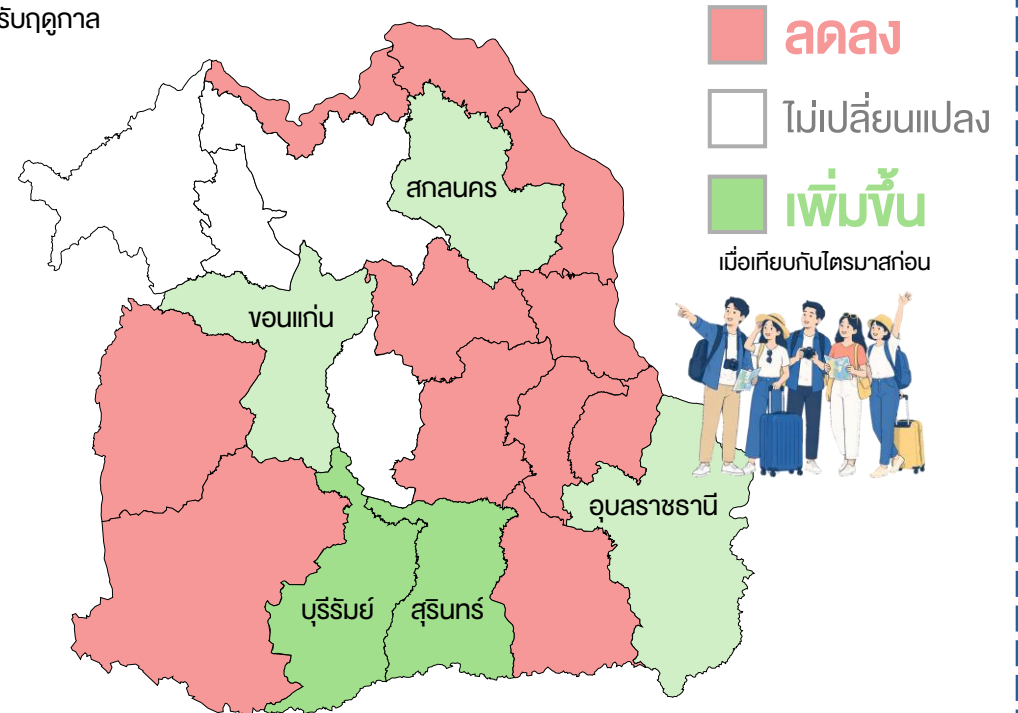 รับฤดูกาล
ลดลง
ไม่เปลี่ยนแปลง
เพิ่มขึ้น
เมื่อเทียบกับไตรมาสก่อน
สกลนคร
ขอนแก่น
อุบลราชธานี
บุรีรัมย์
สุรินทร์